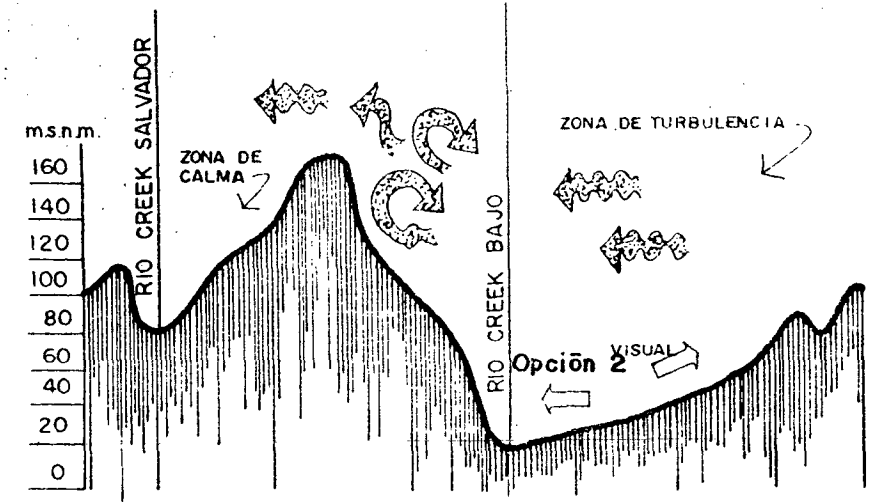 m.s.n.m.
160
140
120
100
80
60
40
20
0
RIO CREEK SALVADOR
ZONA DE
CALMA
RIO CREEK BAJO
ZONA DE TURBULENCIA
VISUAL
Opción 2